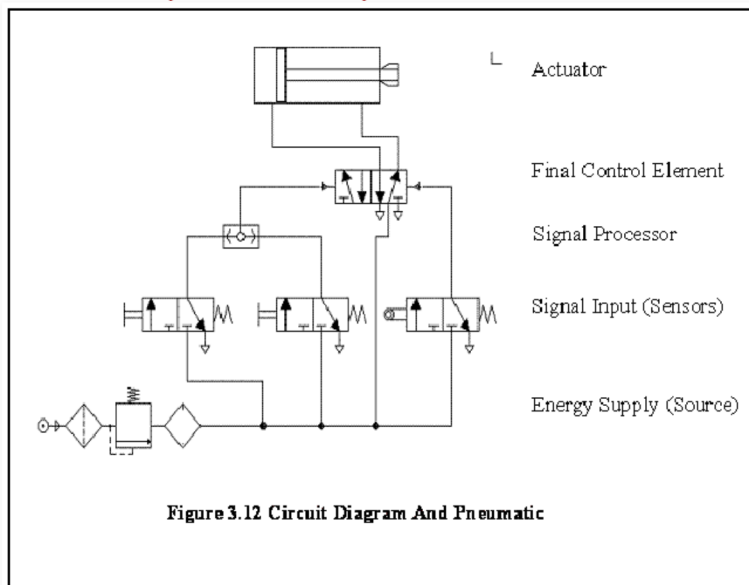 Actuator
Final Control Element
Signal Processor
Signal Input (Sensors)
Energy Supply (Source)
Figure 3.12 Circuit Diagram And Pneumatic